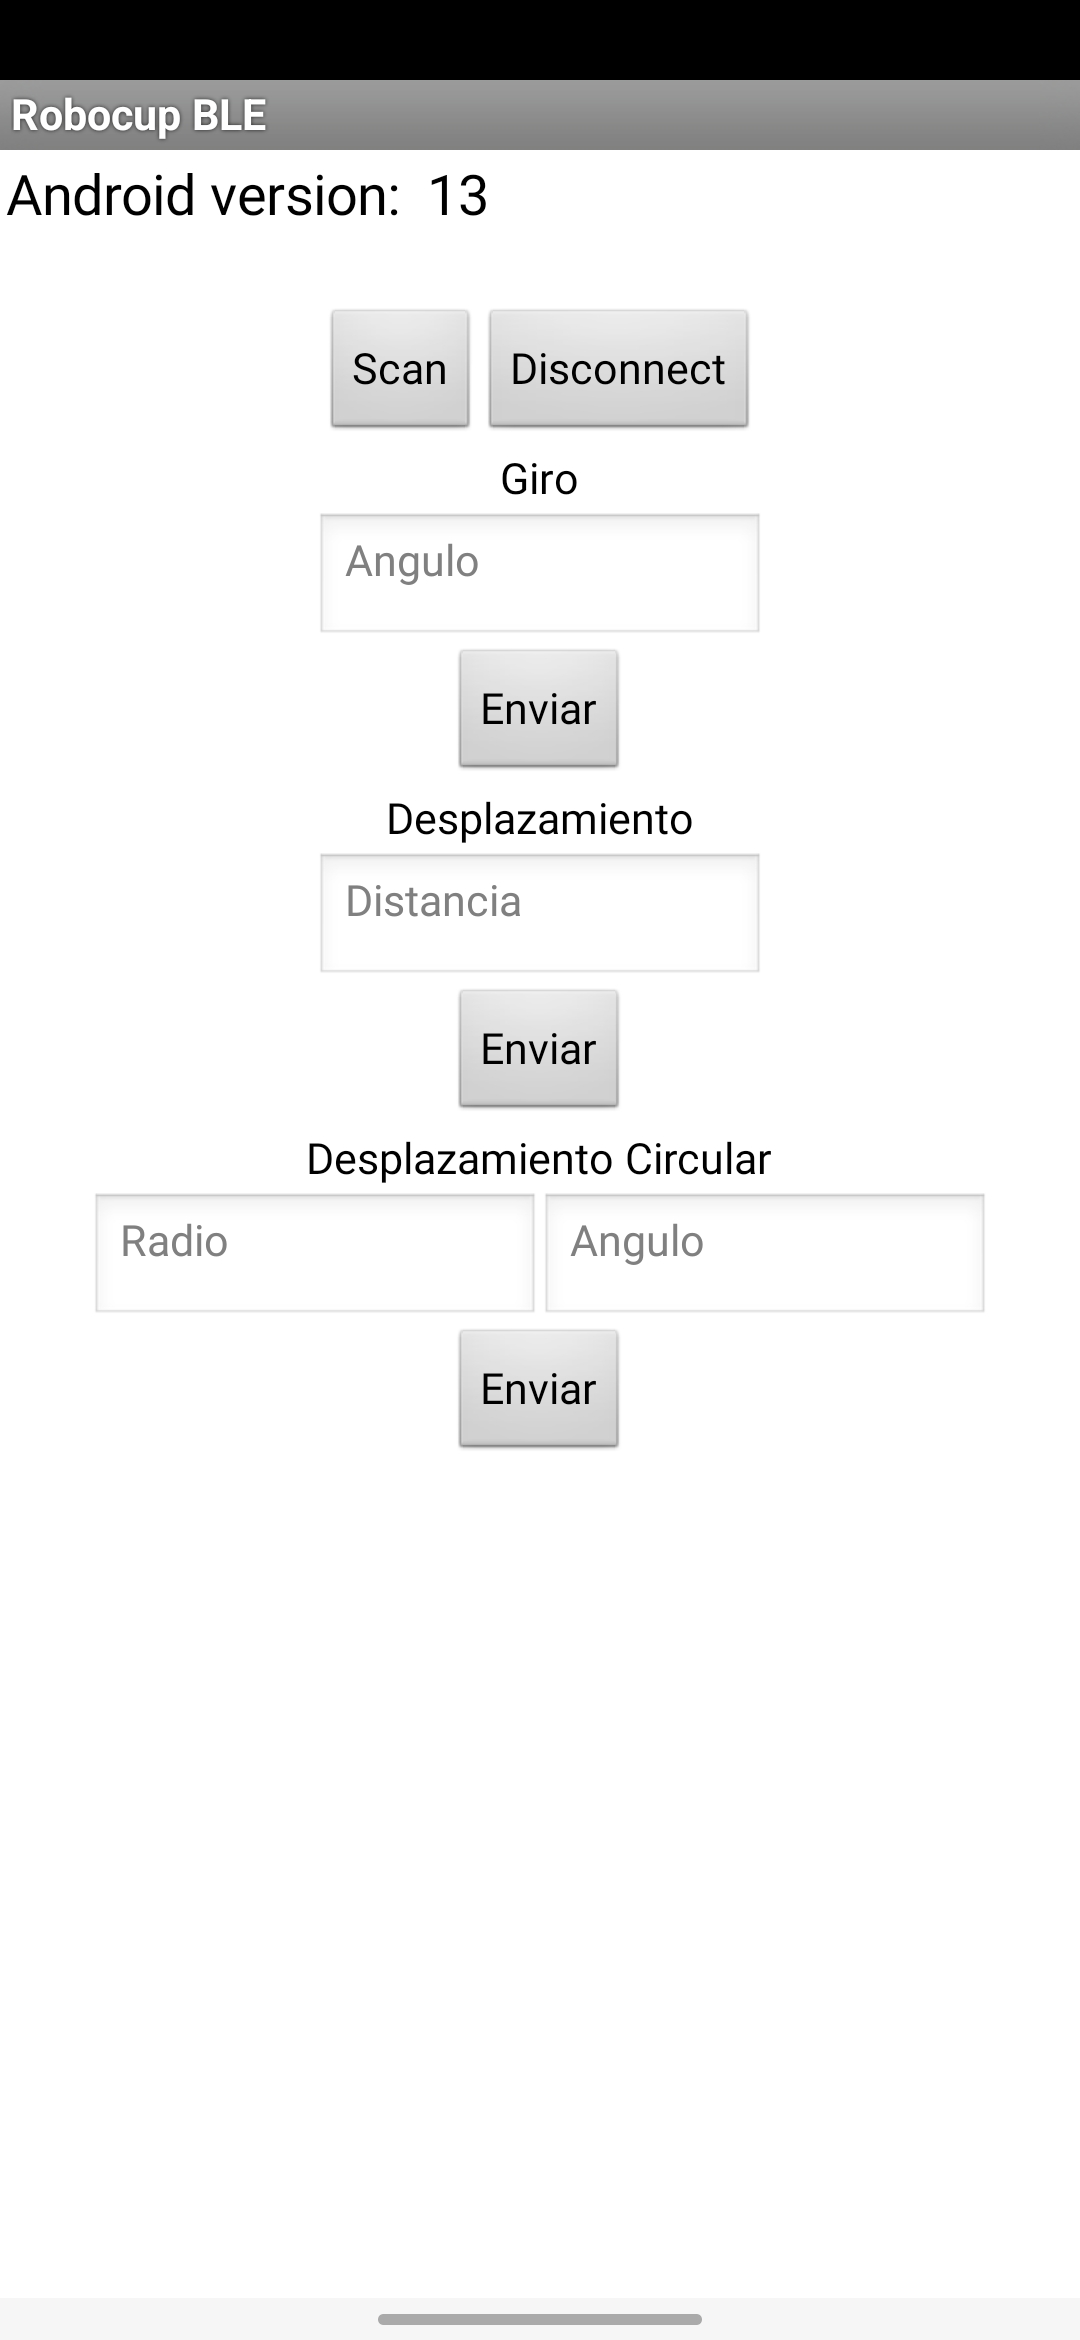 Robocup BLE
Android version: 13
Scan Disconnect
Giro
Angulo
Enviar
Desplazamiento
Distancia
Enviar
Desplazamiento Circular
Radio Angulo
Enviar